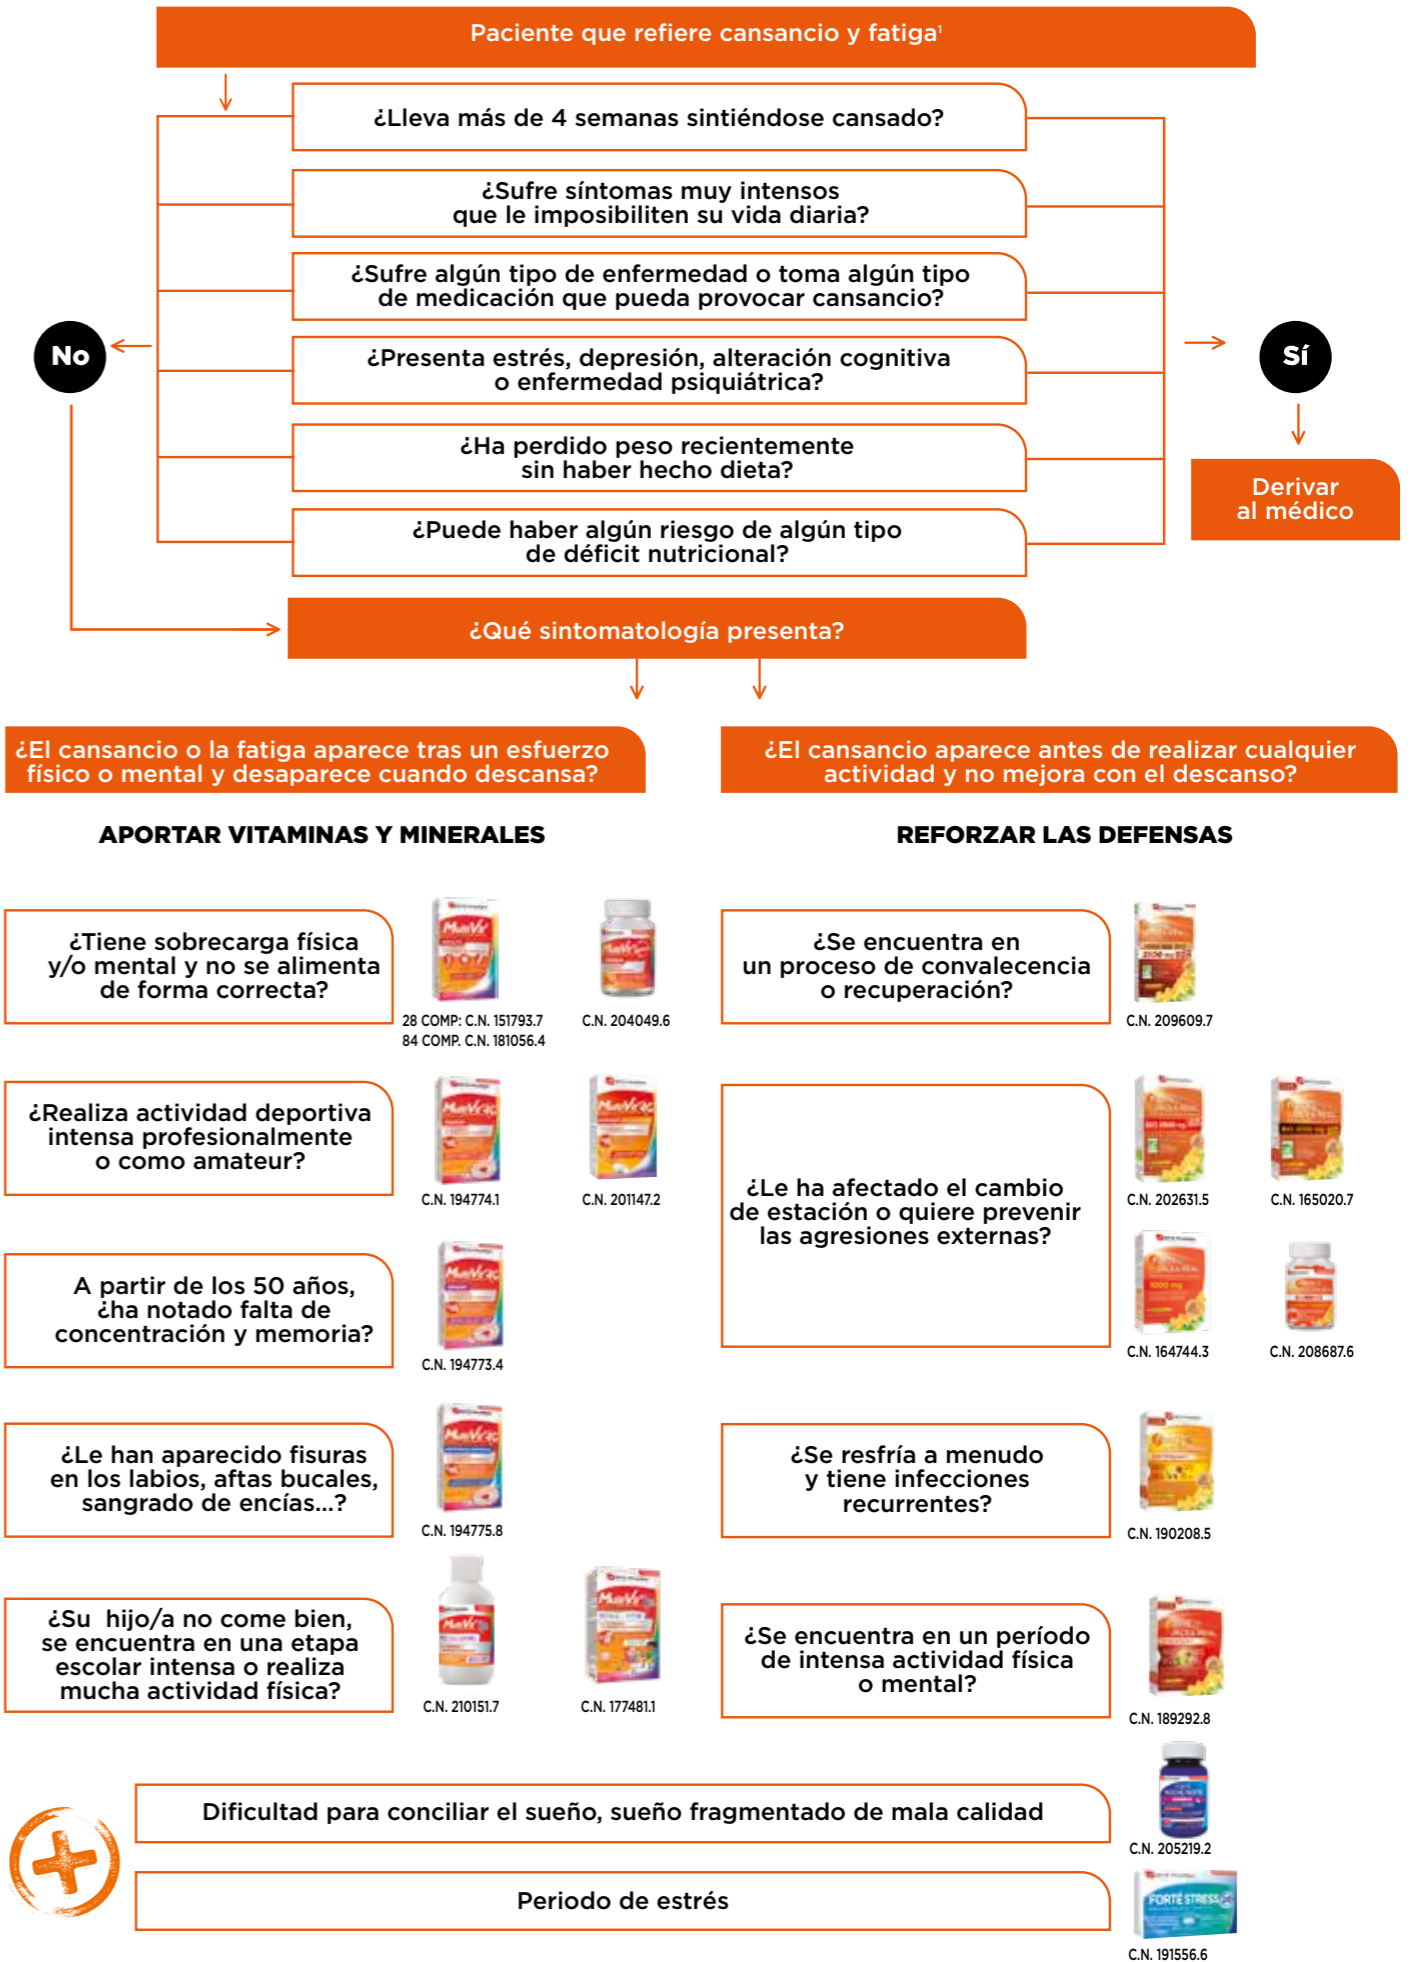 Paciente que refiere cansancio y fatiga¹
¿Lleva más de 4 semanas sintiéndose cansado?
¿Sufre síntomas muy intensos
que le imposibiliten su vida diaria?
¿Sufre algún tipo de enfermedad o toma algún tipo
de medicación que pueda provocar cansancio?
No
¿Presenta estrés, depresión, alteración cognitiva
o enfermedad psiquiátrica?
Sí
¿Ha perdido peso recientemente
sin haber hecho dieta?
Derivar
al médico
¿Puede haber algún riesgo de algún tipo
de déficit nutricional?
¿Qué sintomatología presenta?
¿El cansancio o la fatiga aparece tras un esfuerzo
físico o mental y desaparece cuando descansa?
APORTAR VITAMINAS Y MINERALES
¿Tiene sobrecarga física
y/o mental y no se alimenta
de forma correcta?
MultiVit
28 COMP: C.N. 151793.7
84 COMP. C.N. 181056.4
C.N. 204049.6
¿Realiza actividad deportiva
intensa profesionalmente
o como amateur?
C.N. 194774.1
C.N. 201147.2
A partir de los 50 años,
¿ha notado falta de
concentración y memoria?
C.N. 194773.4
¿Le han aparecido fisuras
en los labios, aftas bucales,
sangrado de encías...?
C.N. 194775.8
¿Su hijo/a no come bien,
se encuentra en una etapa
escolar intensa o realiza
mucha actividad física?
C.N. 210151.7
C.N. 177481.1
¿El cansancio aparece antes de realizar cualquier
actividad y no mejora con el descanso?
REFORZAR LAS DEFENSAS
¿Se encuentra en
un proceso de convalecencia
o recuperación?
C.N. 209609.7
¿Le ha afectado el cambio
de estación o quiere prevenir
las agresiones externas?
C.N. 202631.5
C.N. 165020.7
1000 mg
C.N. 164744.3
C.N. 208687.6
¿Se resfría a menudo
y tiene infecciones
recurrentes?
C.N. 190208.5
¿Se encuentra en un período
de intensa actividad física
o mental?
C.N. 189292.8
Dificultad para conciliar el sueño, sueño fragmentado de mala calidad
C.N. 205219.2
Periodo de estrés
FORTÉ STRESS
C.N. 191556.6